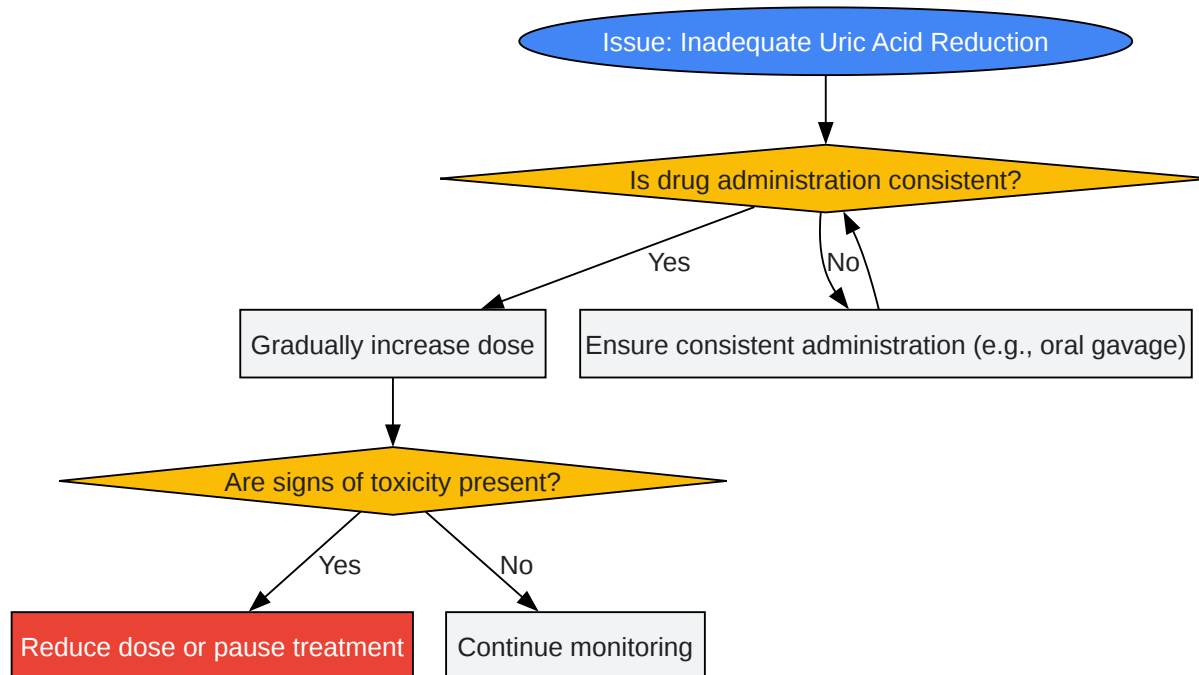 Issue: Inadequate Uric Acid Reduction
Is drug administration consistent?
Yes
No
Gradually increase dose
Ensure consistent administration (e.g., oral gavage)
Are signs of toxicity present?
Yes
No
Reduce dose or pause treatment
Continue monitoring